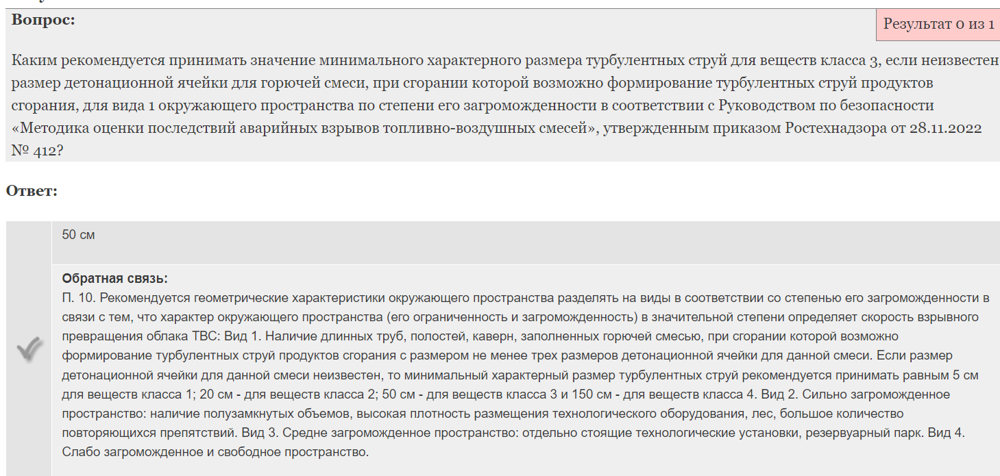 Вопрос:
Результат 0 из 1
Каким рекомендуется принимать значение минимального характерного размера турбулентных струй для веществ класса 3, если неизвестен
размер детонационной ячейки для горючей смеси, при сгорании которой возможно формирование турбулентных струй продуктов
сгорания, для вида 1 окружающего пространства по степени его загроможденности в соответствии с Руководством по безопасности
«Методика оценки последствий аварийных взрывов топливно-воздушных смесей», утвержденным приказом Ростехнадзора от 28.11.2022
№ 412?
Ответ:
50 см
Обратная связь:
П. 10. Рекомендуется геометрические характеристики окружающего пространства разделять на виды в соответствии со степенью его загроможденности в
связи с тем, что характер окружающего пространства (его ограниченность и загроможденность) в значительной степени определяет скорость взрывного
превращения облака ТВС: Вид 1. Наличие длинных труб, полостей, каверн, заполненных горючей смесью, при сгорании которой возможно
формирование турбулентных струй продуктов сгорания с размером не менее трех размеров детонационной ячейки для данной смеси. Если размер
детонационной ячейки для данной смеси неизвестен, то минимальный характерный размер турбулентных струй рекомендуется принимать равным 5 см
для веществ класса 1; 20 см - для веществ класса 2; 50 см - для веществ класса 3 и 150 см - для веществ класса 4. Вид 2. Сильно загроможденное
пространство: наличие полузамкнутых объемов, высокая плотность размещения технологического оборудования, лес, большое количество
повторяющихся препятствий. Вид 3. Средне загроможденное пространство: отдельно стоящие технологические установки, резервуарный парк. Вид 4.
Слабо загроможденное и свободное пространство.